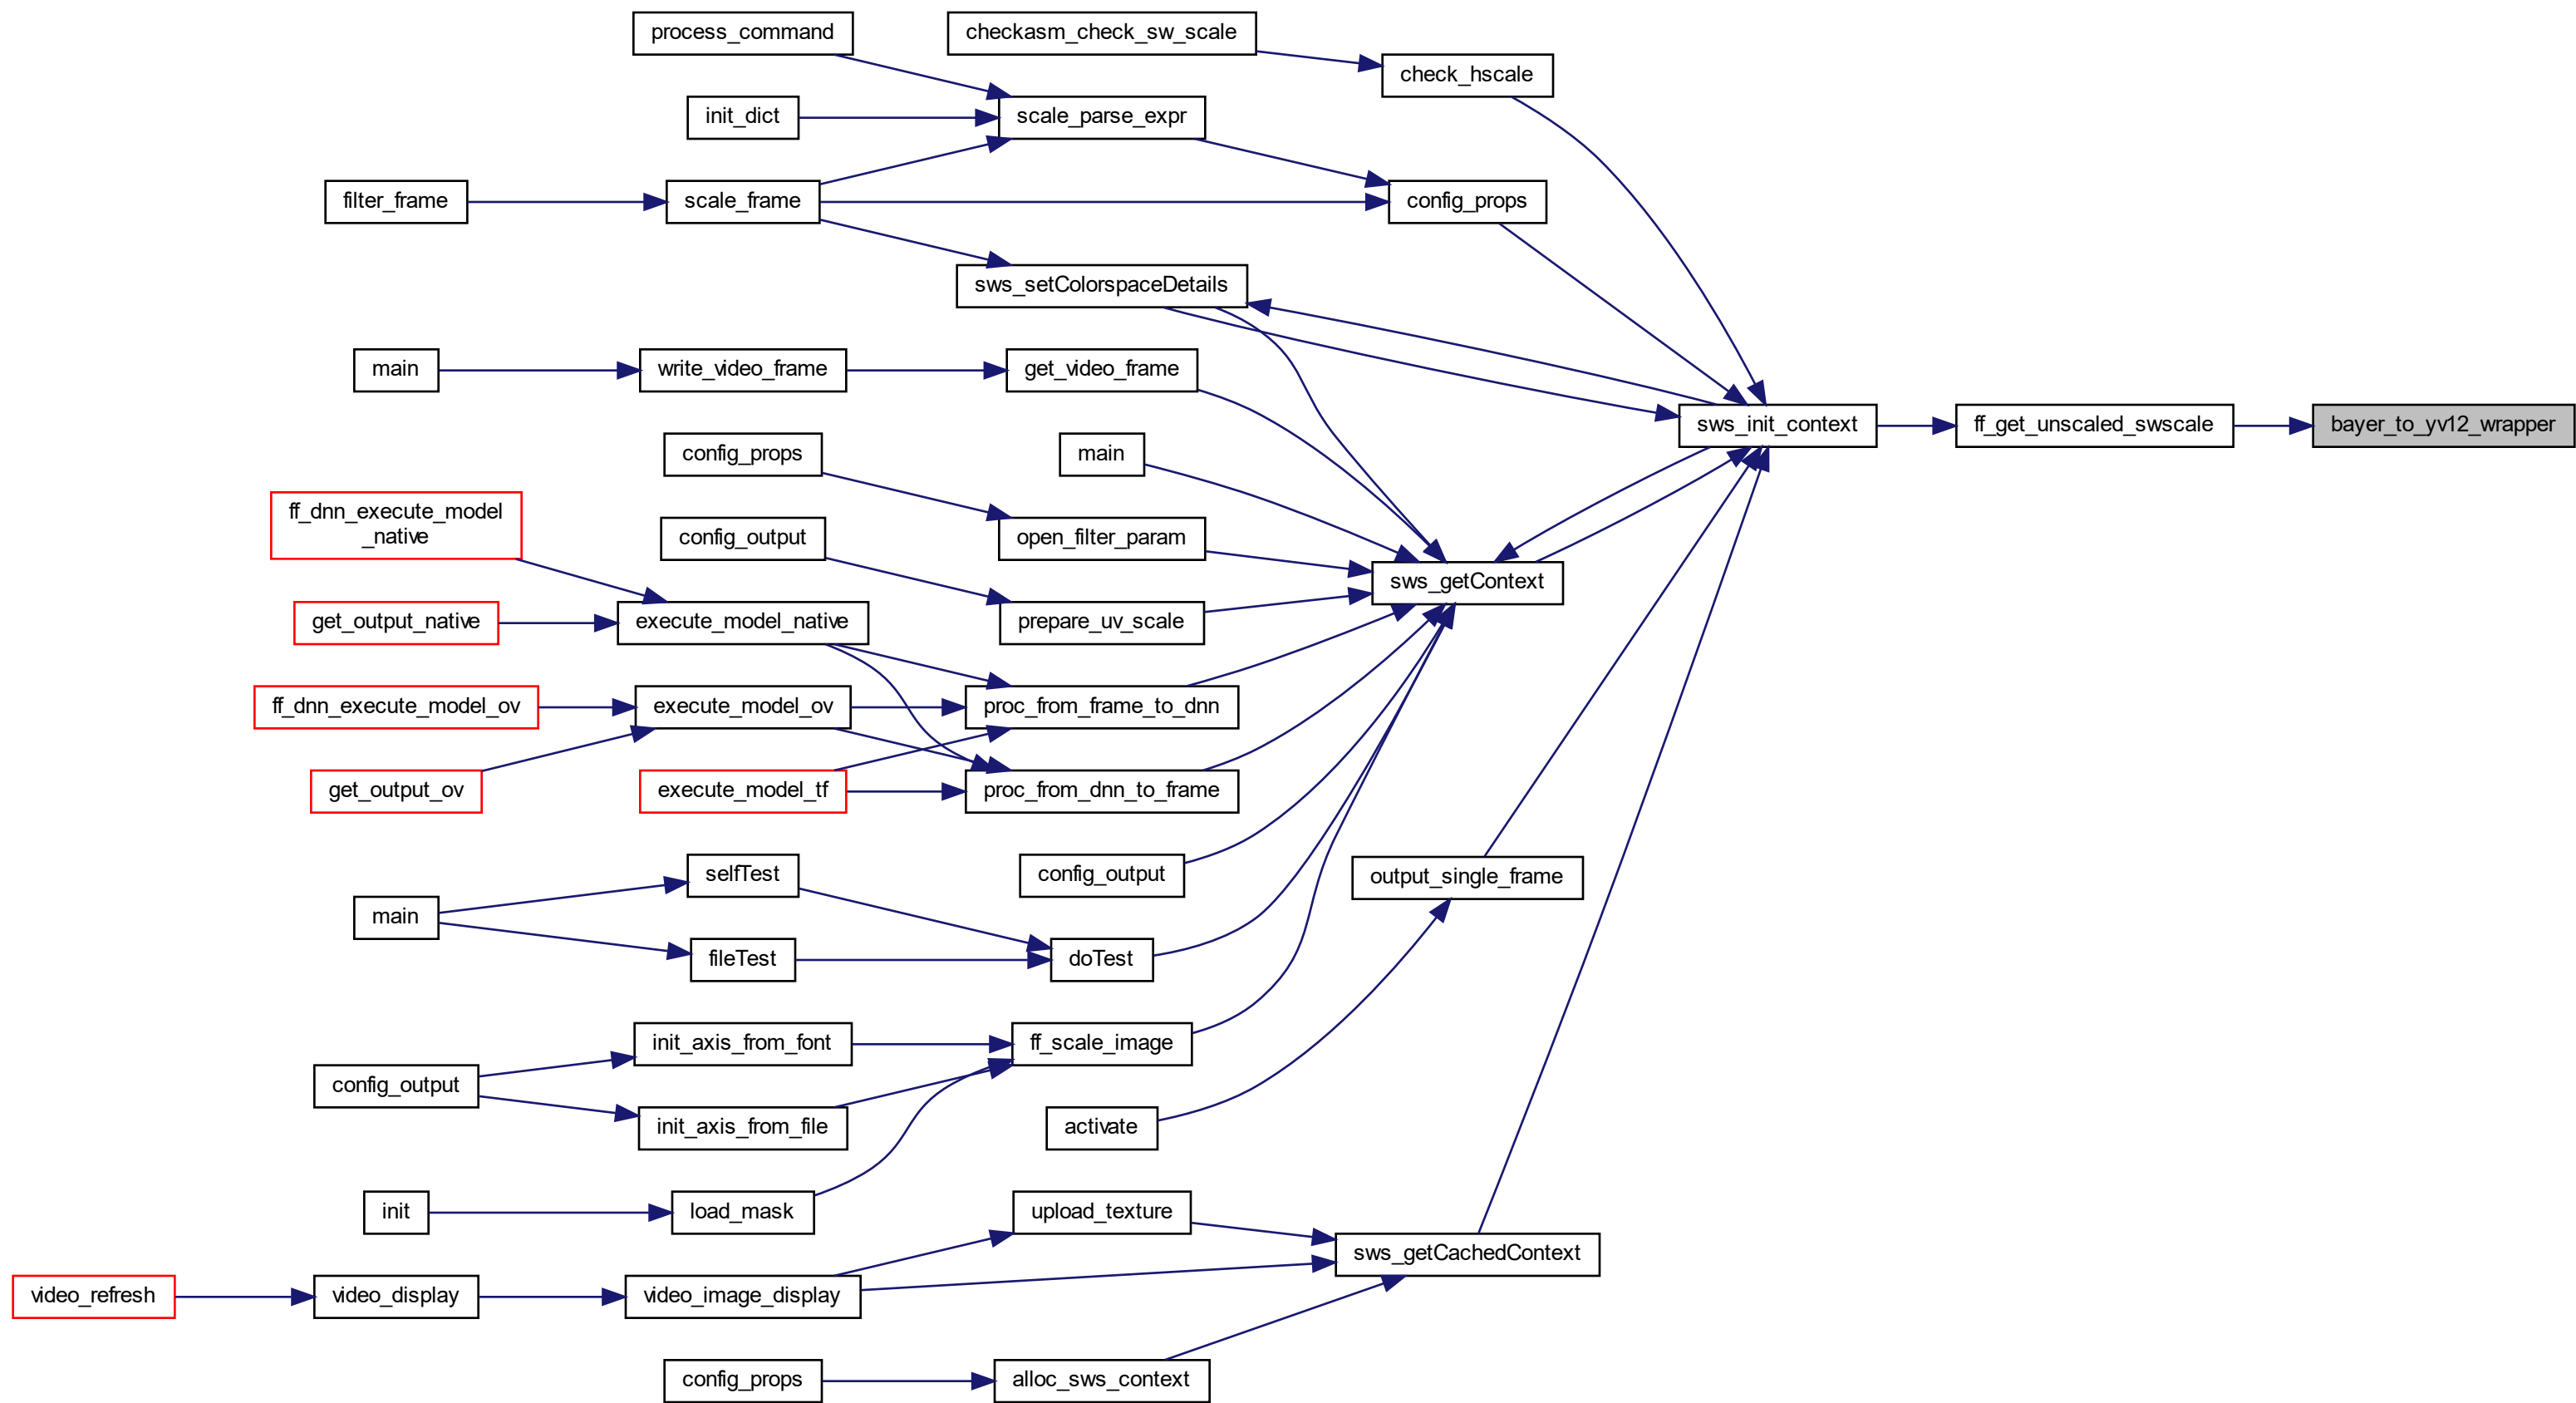 process_command
checkasm_check_sw_scale
check_hscale
init_dict
scale_parse_expr
filter_frame
scale_frame
config_props
sws_setColorspaceDetails
main
write_video_frame
get_video_frame
sws_init_context
ff_get_unscaled_swscale
bayer_to_yv12_wrapper
config_props
main
ff_dnn_execute_model
_native
config_output
open_filter_param
sws_getContext
get_output_native
execute_model_native
prepare_uv_scale
ff_dnn_execute_model_ov
execute_model_ov
proc_from_frame_to_dnn
get_output_ov
execute_model_tf
proc_from_dnn_to_frame
selfTest
config_output
output_single_frame
main
fileTest
doTest
init_axis_from_font
ff_scale_image
config_output
init_axis_from_file
activate
init
load_mask
upload_texture
sws_getCachedContext
video_refresh
video_display
video_image_display
config_props
alloc_sws_context